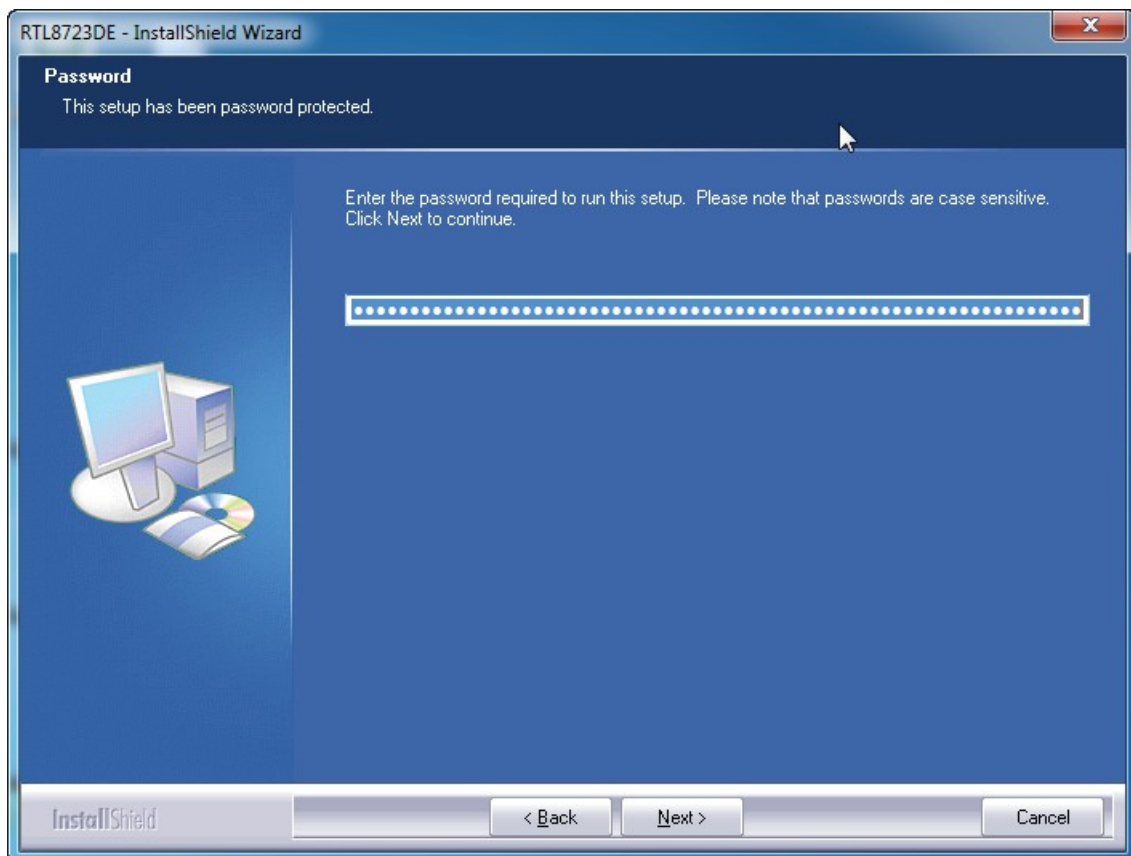 RTL8723DE - InstallShield Wizard
Password
This setup has been password protected.
Enter the password required to run this setup.  Please note that passwords are case sensitive.
Click Next to continue.
InstallShield
< Back
Next >
Cancel